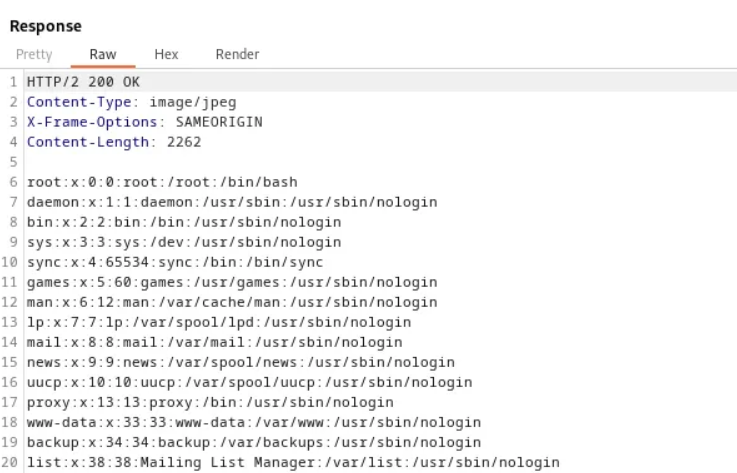 Response
Pretty Raw Hex Render
1 HTTP/2 200 OK
2 Content-Type: image/jpeg
3 X-Frame-Options: SAMEORIGIN
4 Content-Length: 2262
5
6 root:x:0:0:root:/root:/bin/bash
7 daemon:x:1:1:daemon:/usr/sbin:/usr/sbin/nologin
8 bin:x:2:2:bin:/bin:/usr/sbin/nologin
9 sys:x:3:3:sys:/dev:/usr/sbin/nologin
10 sync:x:4:65534:sync:/bin:/bin/sync
11 games:x:5:60:games:/usr/games:/usr/sbin/nologin
12 man:x:6:12:man:/var/cache/man:/usr/sbin/nologin
13 lp:x:7:7:lp:/var/spool/lpd:/usr/sbin/nologin
14 mail:x:8:8:mail:/var/mail:/usr/sbin/nologin
15 news:x:9:9:news:/var/spool/news:/usr/sbin/nologin
16 uucp:x:10:10:uucp:/var/spool/uucp:/usr/sbin/nologin
17 proxy:x:13:13:proxy:/bin:/usr/sbin/nologin
18 www-data:x:33:33:www-data:/var/www:/usr/sbin/nologin
19 backup:x:34:34:backup:/var/backups:/usr/sbin/nologin
20 list:x:38:38:Mailing List Manager:/var/list:/usr/sbin/nologin